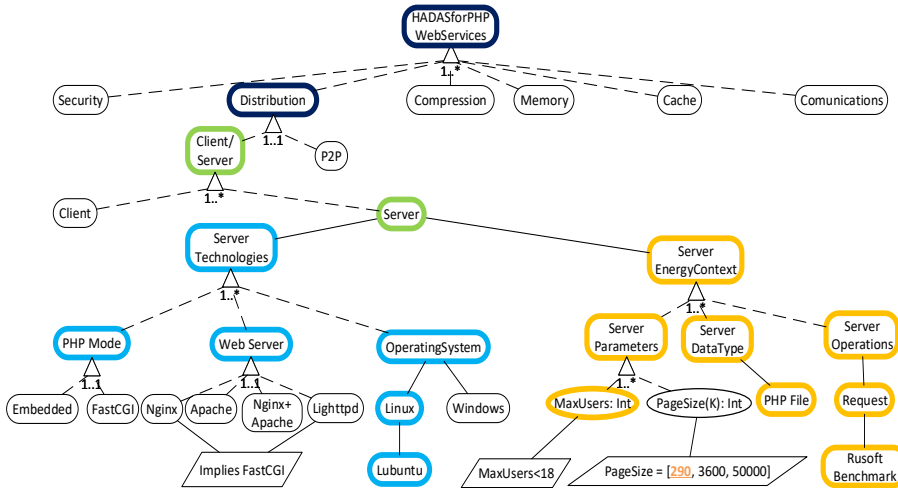 HADASforPHP
WebServices
1..*
Security
Distribution
Compression
Memory
Cache
Comunications
1..1
Client/
Server
P2P
1..*
Client
Server
Server
Technologies
Server
EnergyContext
1..*
1..*
PHP Mode
Web Server
OperatingSystem
Server
Parameters
Server
DataType
Server
Operations
1..1
1..1
1..*
Embedded
FastCGI
Nginx
Apache
Nginx+
Apache
Lighttpd
Linux
Windows
MaxUsers: Int
PageSize(K): Int
PHP File
Request
Implies FastCGI
Lubuntu
MaxUsers<18
PageSize = [290, 3600, 50000]
Rusoft
Benchmark